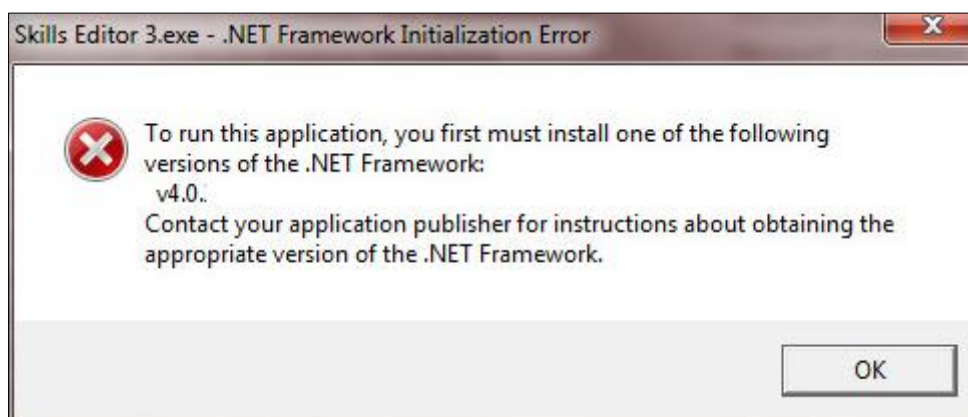 Skills Editor 3.exe - .NET Framework Initialization Error
To run this application, you first must install one of the following
versions of the .NET Framework:
v4.0.
Contact your application publisher for instructions about obtaining the
appropriate version of the .NET Framework.
OK